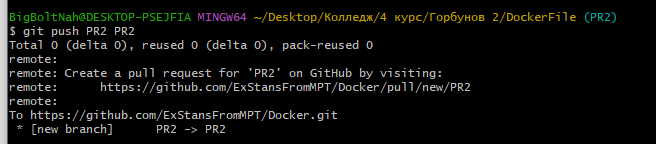 BigBoltNah@DESKTOP-PSEJFIA MINGW64 ~/Desktop/Колледж/4 курс/Горбунов 2/DockerFile (PR2)
$ git push PR2 PR2
Total 0 (delta 0), reused 0 (delta 0), pack-reused 0
remote:
remote: Create a pull request for 'PR2' on GitHub by visiting:
remote:      https://github.com/ExStansFromMPT/Docker/pull/new/PR2
remote:
To https://github.com/ExStansFromMPT/Docker.git
 * [new branch]      PR2 -> PR2